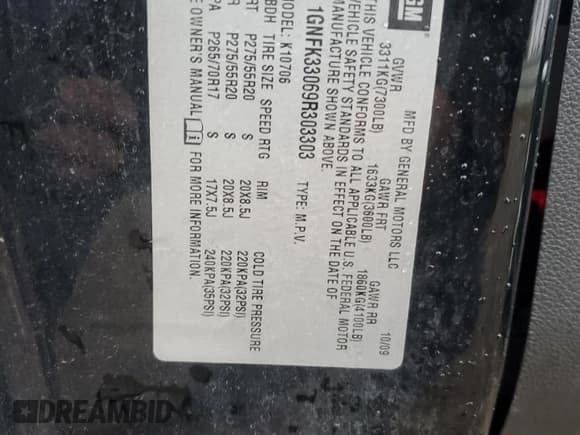 GM
MFD BY GENERAL MOTORS LLC
10/09
GVWR GAWR FRT GAWR RR
3311KG(7300LB) 1633KG(3600LB) 1860KG(4100LB)
THIS VEHICLE CONFORMS TO ALL APPLICABLE U.S. FEDERAL MOTOR
VEHICLE SAFETY STANDARDS IN EFFECT ON THE DATE OF
MANUFACTURE SHOWN ABOVE.
1GNFK33069R303303 TYPE: M.P.V.
MODEL: K10706
TIRE SIZE SPEED RTG RIM COLD TIRE PRESSURE
RT P275/55R20 S 20X8.5J 220KPA(32PSI)
R P275/55R20 S 20X8.5J 220KPA(32PSI)
PA P265/70R17 S 17X7.5J 240KPA(35PSI)
E OWNER'S MANUAL FOR MORE INFORMATION.
DREAMBID